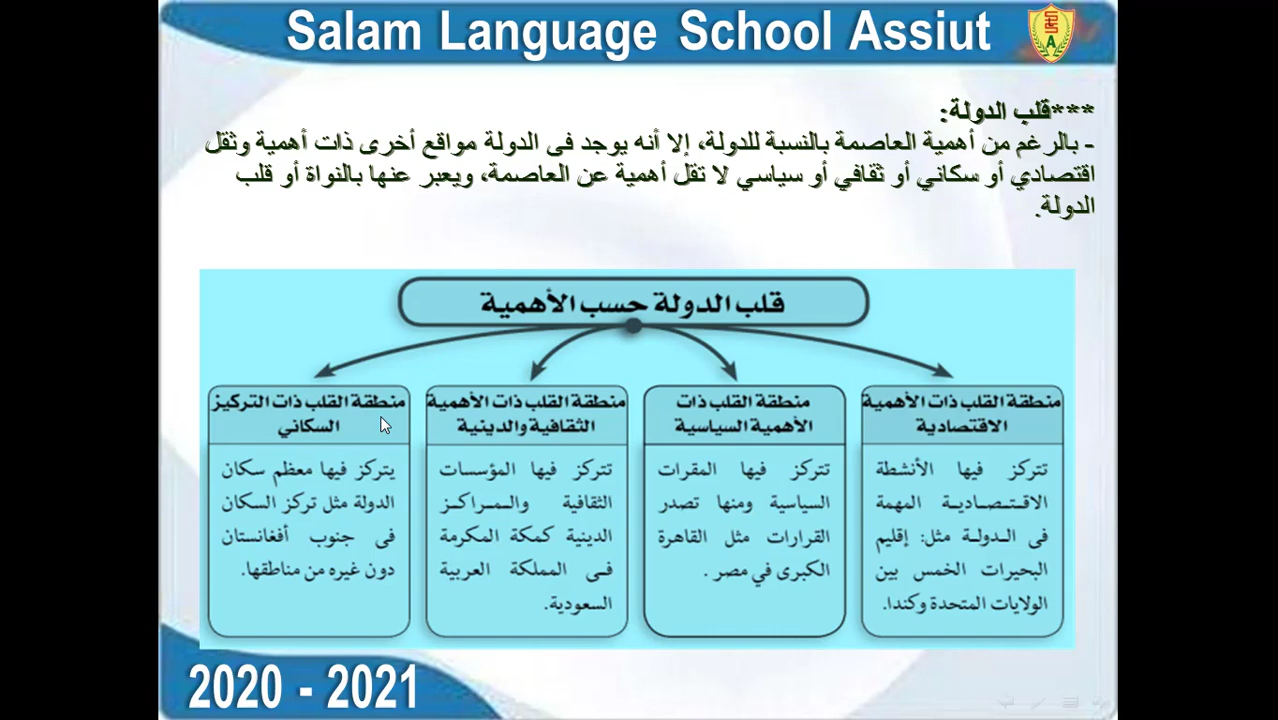 Salam Language School Assiut
***قلب الدولة:
- بالرغم من أهمية العاصمة بالنسبة للدولة، إلا أنه يوجد فى الدولة مواقع أخرى ذات أهمية وثقل
اقتصادي أو سكاني أو ثقافي أو سياسي لا تقل أهمية عن العاصمة، ويعبر عنها بالنواة أو قلب
الدولة.
قلب الدولة حسب الأهمية
منطقة القلب ذات الأهمية
الاقتصادية
تتركز فيها الأنشطة
الاقتصادية المهمة
فى الدولة مثل: إقليم
البحيرات الخمس بين
الولايات المتحدة وكندا.
منطقة القلب ذات
الأهمية السياسية
تتركز فيها المقرات
السياسية ومنها تصدر
القرارات مثل القاهرة
الكبرى في مصر .
منطقة القلب ذات الأهمية
الثقافية والدينية
تتركز فيها المؤسسات
الثقافية والمراكز
الدينية كمكة المكرمة
فى المملكة العربية
السعودية.
منطقة القلب ذات التركيز
السكاني
يتركز فيها معظم سكان
الدولة مثل تركز السكان
فى جنوب أفغانستان
دون غيره من مناطقها.
2020 - 2021